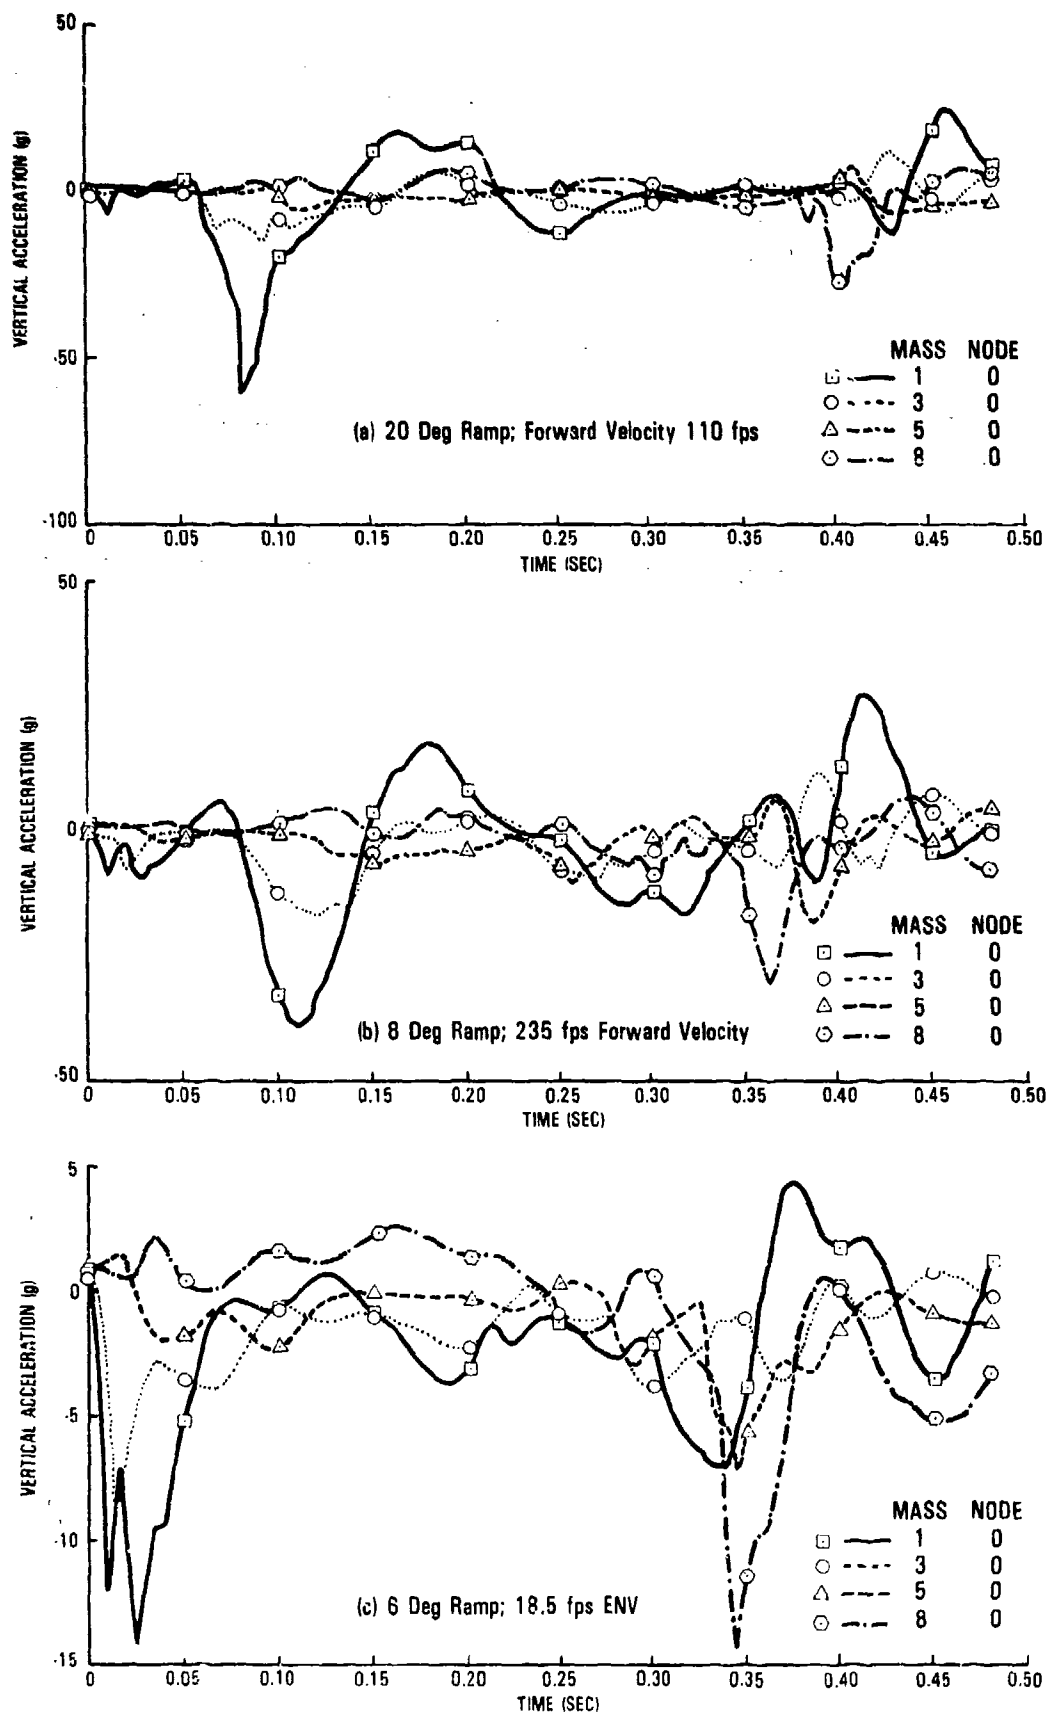 50
0
-50
-100
VERTICAL ACCELERATION (g)
MASS NODE
1 0
3 0
5 0
8 0
(a) 20 Deg Ramp; Forward Velocity 110 fps
0 0.05 0.10 0.15 0.20 0.25 0.30 0.35 0.40 0.45 0.50
TIME (SEC)
50
0
-50
VERTICAL ACCELERATION (g)
MASS NODE
1 0
3 0
5 0
8 0
(b) 8 Deg Ramp; 235 fps Forward Velocity
0 0.05 0.10 0.15 0.20 0.25 0.30 0.35 0.40 0.45 0.50
TIME (SEC)
5
0
-5
-10
-15
VERTICAL ACCELERATION (g)
MASS NODE
1 0
3 0
5 0
8 0
(c) 6 Deg Ramp; 18.5 fps ENV
0 0.05 0.10 0.15 0.20 0.25 0.30 0.35 0.40 0.45 0.50
TIME (SEC)